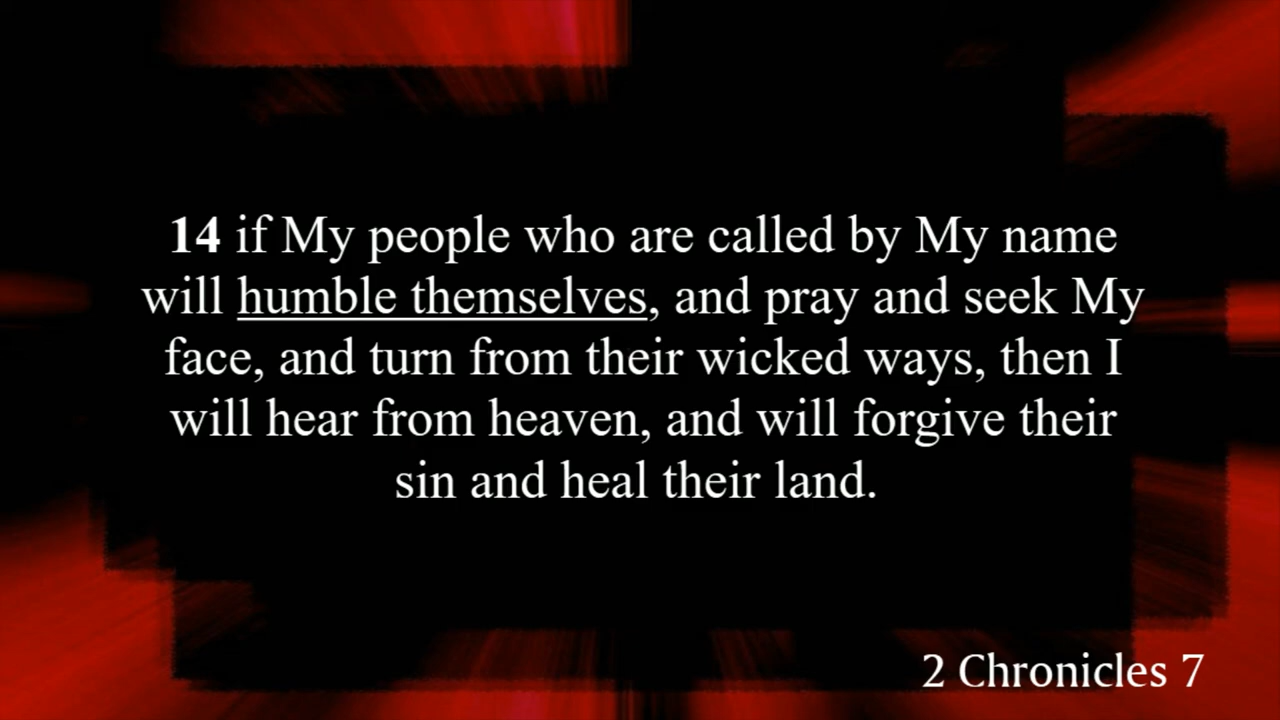 14 if My people who are called by My name
will humble themselves, and pray and seek My
face, and turn from their wicked ways, then I
will hear from heaven, and will forgive their
sin and heal their land.
2 Chronicles 7